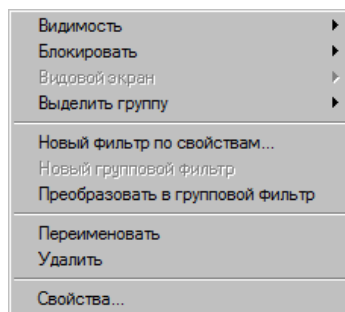 Видимость
Блокировать
Видовой экран
Выделить группу
Новый фильтр по свойствам...
Новый групповой фильтр
Преобразовать в групповой фильтр
Переименовать
Удалить
Свойства...